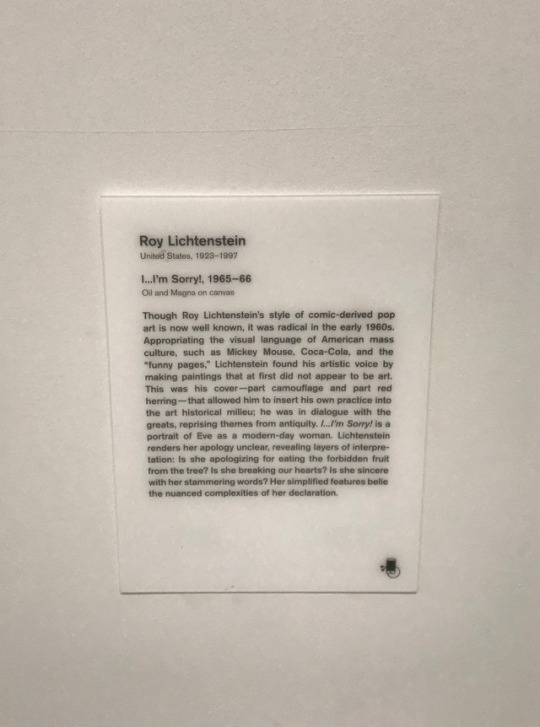 Roy Lichtenstein
United States, 1923–1997
I...I'm Sorry!, 1965–66
Oil and Magna on canvas
Though Roy Lichtenstein's style of comic-derived pop
art is now well known, it was radical in the early 1960s.
Appropriating the visual language of American mass
culture, such as Mickey Mouse, Coca-Cola, and the
"funny pages," Lichtenstein found his artistic voice by
making paintings that at first did not appear to be art.
This was his cover—part camouflage and part red
herring—that allowed him to insert his own practice into
the art historical milieu; he was in dialogue with the
greats, reprising themes from antiquity. I...I'm Sorry! is a
portrait of Eve as a modern-day woman. Lichtenstein
renders her apology unclear, revealing layers of interpre-
tation: Is she apologizing for eating the forbidden fruit
from the tree? Is she breaking our hearts? Is she sincere
with her stammering words? Her simplified features belie
the nuanced complexities of her declaration.